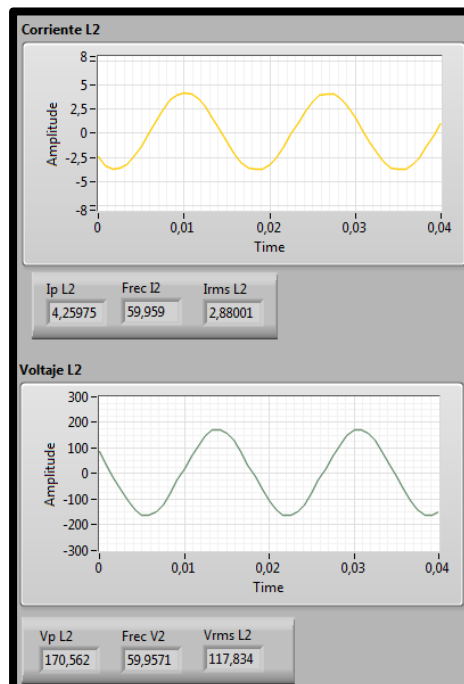 Corriente L2
8
5
2,5
0
-2,5
-5
-8
Amplitude
0 0,01 0,02 0,03 0,04
Time
Ip L2 Frec I2 Irms L2
4,25975 59,959 2,88001
Voltaje L2
300
200
100
0
-100
-200
-300
Amplitude
0 0,01 0,02 0,03 0,04
Time
Vp L2 Frec V2 Vrms L2
170,562 59,9571 117,834